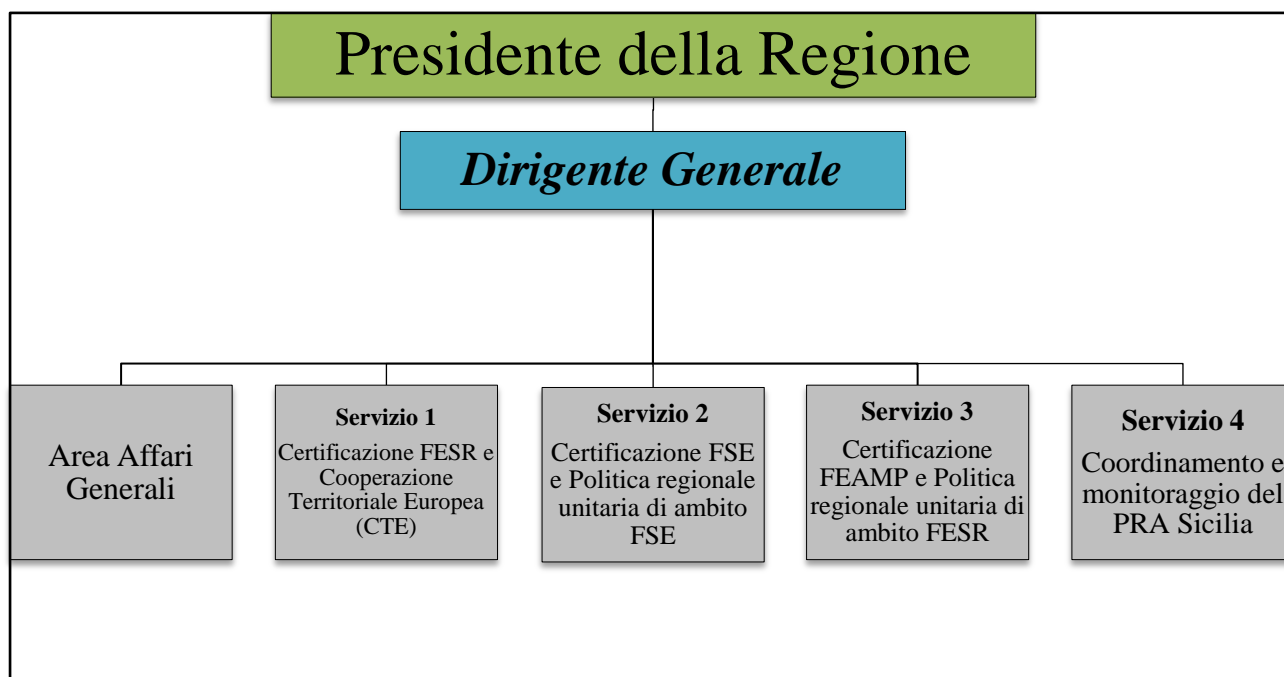 Presidente della Regione
Dirigente Generale
Area Affari
Generali
Servizio 1
Certificazione FESR e
Cooperazione
Territoriale Europea
(CTE)
Servizio 2
Certificazione FSE
e Politica regionale
unitaria di ambito
FSE
Servizio 3
Certificazione
FEAMP e Politica
regionale unitaria di
ambito FESR
Servizio 4
Coordinamento e
monitoraggio del
PRA Sicilia